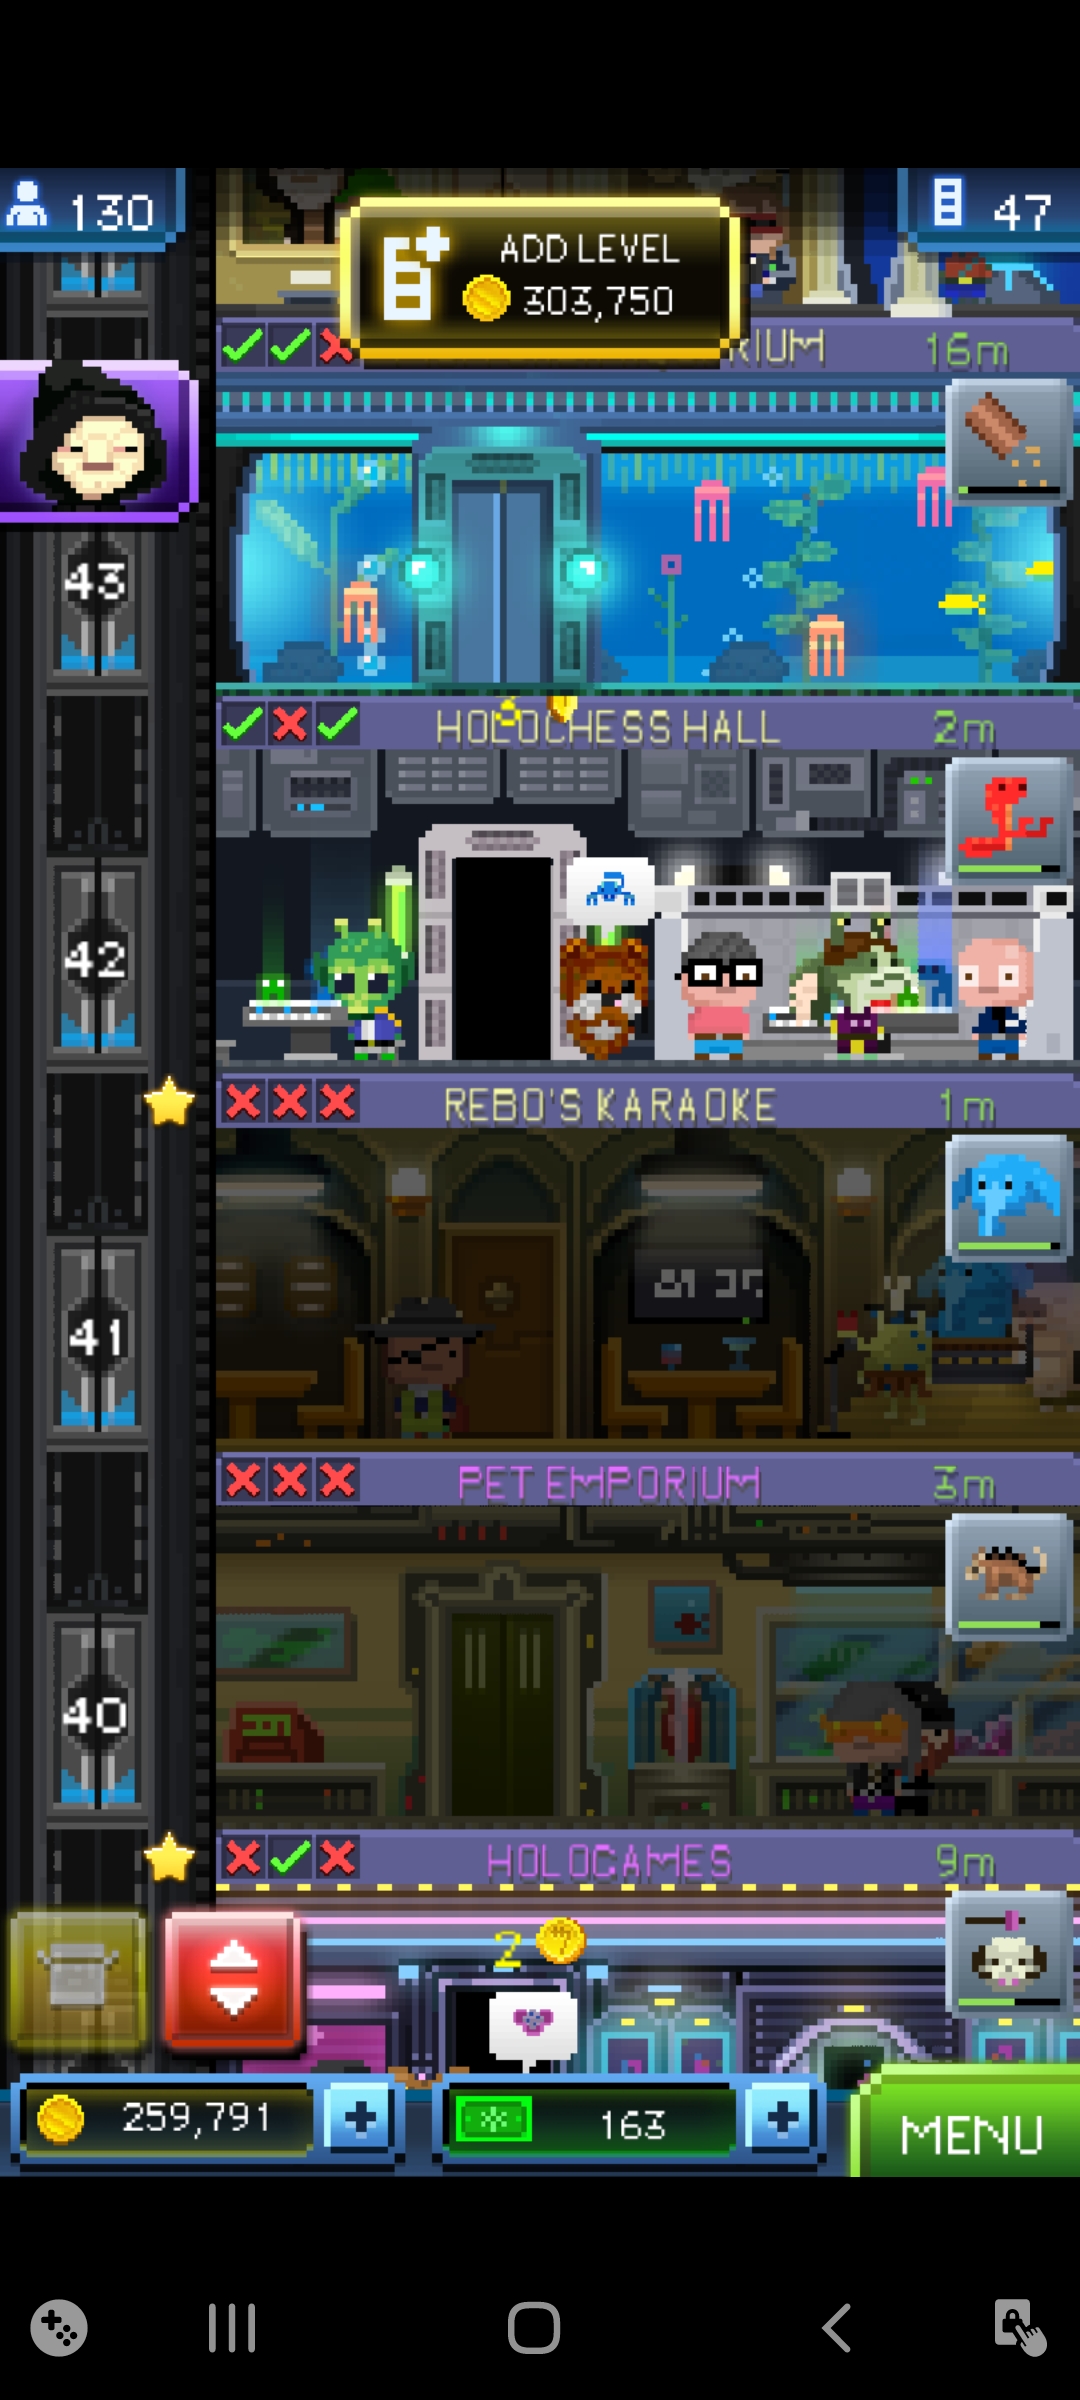 130
47
ADD LEVEL
303,750
RIUM
16m
43
3
HOLOCHESS HALL
2m
42
REBO'S KARAOKE
1m
41
PET EMPORIUM
3m
40
HOLOGAMES
9m
2
259,791
163
MENU